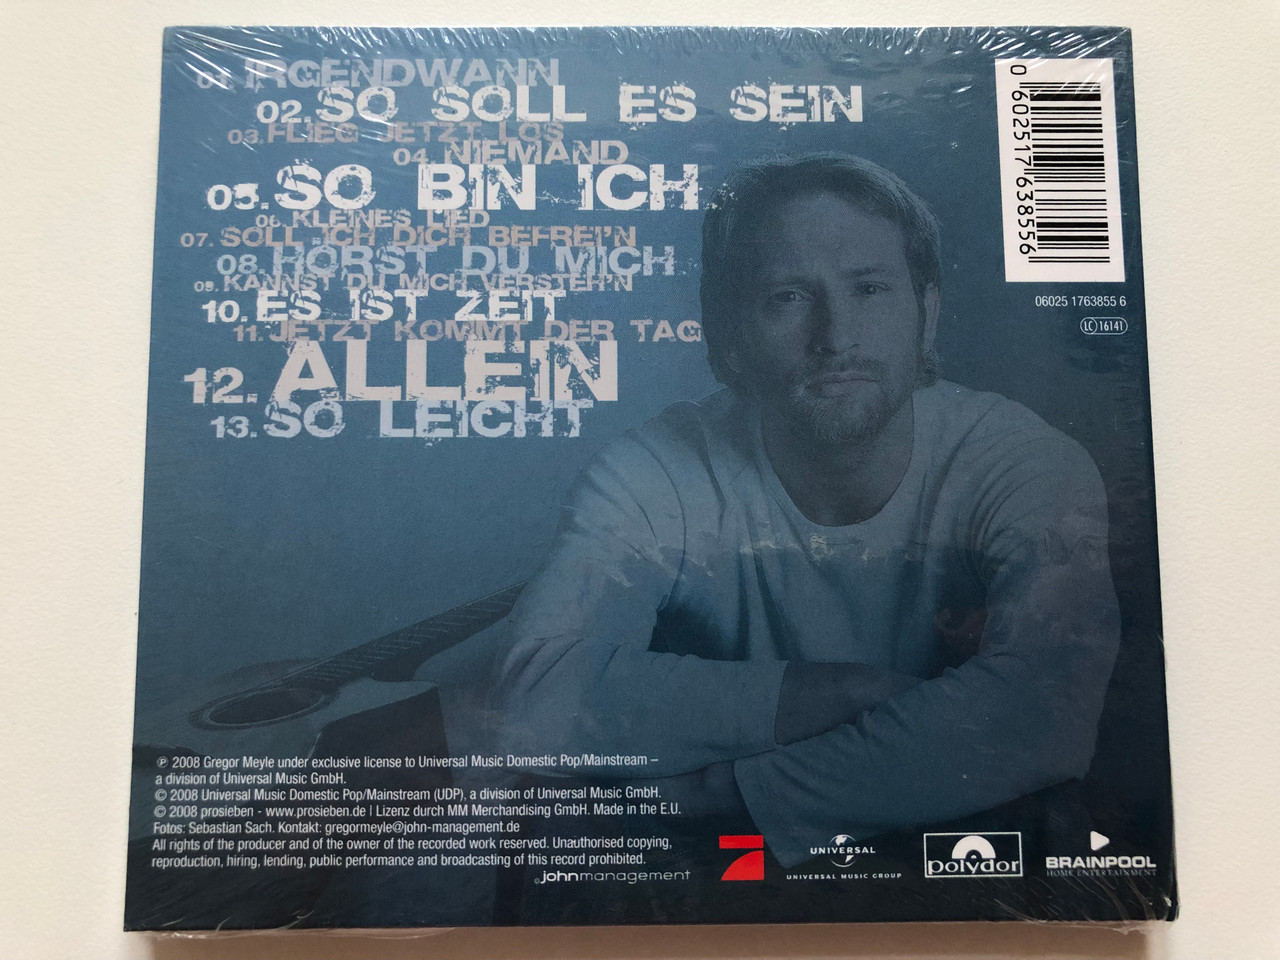 01. IRGENDWANN
02. SO SOLL ES SEIN
03. FLIEG JETZT LOS
04. NIEMAND
05. SO BIN ICH
06. KLEINES LIED
07. SOLL ICH DICH BEFREI'N
08. HÖRST DU MICH
09. KANNST DU MICH VERSTEH'N
10. ES IST ZEIT
11. JETZT KOMMT DER TAG
12. ALLEIN
13. SO LEICHT
0 602517 638556
06025 1763855 6
LC 16141
℗ 2008 Gregor Meyle under exclusive license to Universal Music Domestic Pop/Mainstream –
a division of Universal Music GmbH.
© 2008 Universal Music Domestic Pop/Mainstream (UDP), a division of Universal Music GmbH.
© 2008 prosieben - www.prosieben.de | Lizenz durch MM Merchandising GmbH. Made in the E.U.
Fotos: Sebastian Sach. Kontakt: gregormeyle@john-management.de
All rights of the producer and of the owner of the recorded work reserved. Unauthorised copying,
reproduction, hiring, lending, public performance and broadcasting of this record prohibited.
©johnmanagement
7
UNIVERSAL
UNIVERSAL MUSIC GROUP
polydor
BRAINPOOL
HOME ENTERTAINMENT